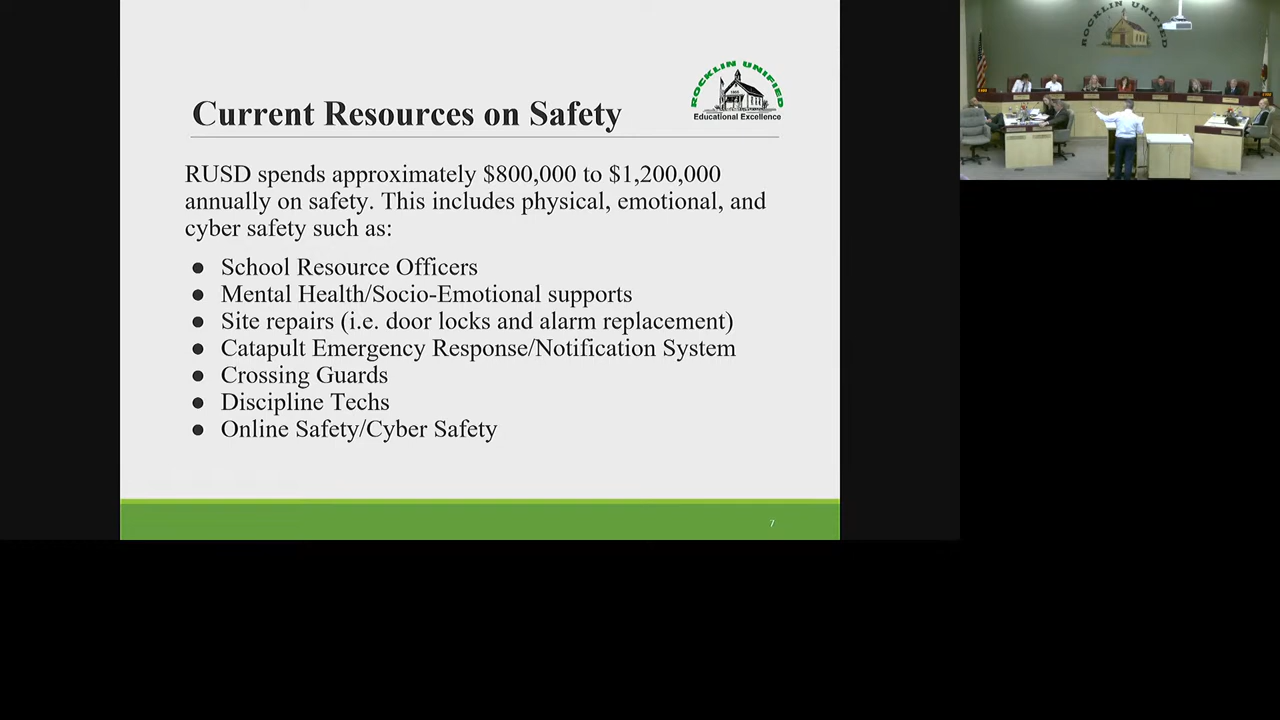 Current Resources on Safety
ROCKLIN UNIFIED
Educational Excellence
RUSD spends approximately $800,000 to $1,200,000
annually on safety. This includes physical, emotional, and
cyber safety such as:
● School Resource Officers
● Mental Health/Socio-Emotional supports
● Site repairs (i.e. door locks and alarm replacement)
● Catapult Emergency Response/Notification System
● Crossing Guards
● Discipline Techs
● Online Safety/Cyber Safety
7
ROCKLIN UNIFIED